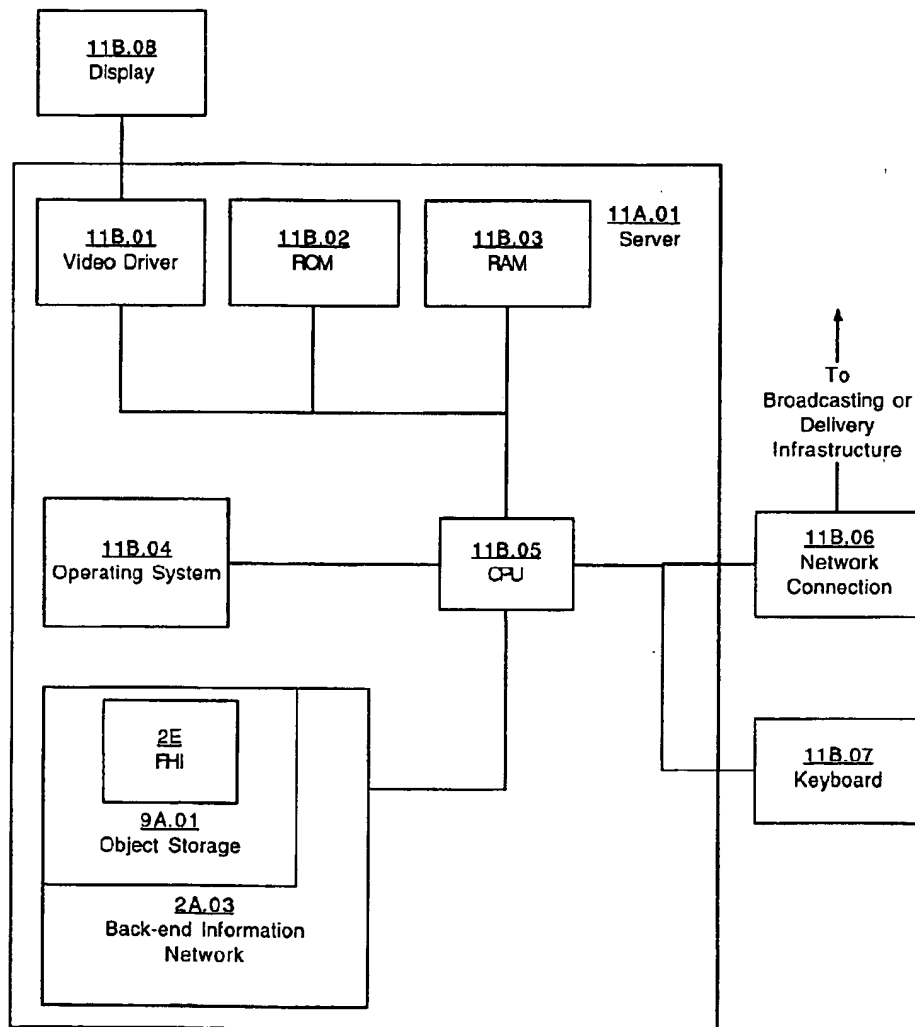 11B.08
Display
11B.01
Video Driver
11B.02
ROM
11B.03
RAM
11A.01
Server
To
Broadcasting or
Delivery
Infrastructure
11B.04
Operating System
11B.05
CPU
11B.06
Network
Connection
2E
FHI
9A.01
Object Storage
11B.07
Keyboard
2A.03
Back-end Information
Network